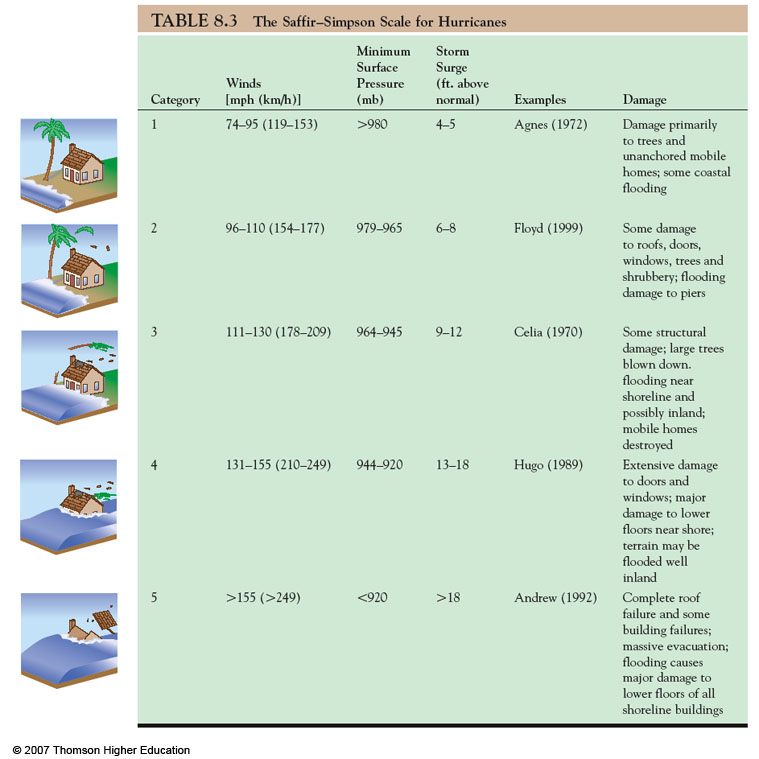 TABLE 8.3 The Saffir–Simpson Scale for Hurricanes
Category
Winds
[mph (km/h)]
Minimum
Surface
Pressure
(mb)
Storm
Surge
(ft. above
normal)
Examples
Damage
1
74–95 (119–153)
>980
4–5
Agnes (1972)
Damage primarily
to trees and
unanchored mobile
homes; some coastal
flooding
2
96–110 (154–177)
979–965
6–8
Floyd (1999)
Some damage
to roofs, doors,
windows, trees and
shrubbery; flooding
damage to piers
3
111–130 (178–209)
964–945
9–12
Celia (1970)
Some structural
damage; large trees
blown down.
flooding near
shoreline and
possibly inland;
mobile homes
destroyed
4
131–155 (210–249)
944–920
13–18
Hugo (1989)
Extensive damage
to doors and
windows; major
damage to lower
floors near shore;
terrain may be
flooded well
inland
5
>155 (>249)
<920
>18
Andrew (1992)
Complete roof
failure and some
building failures;
massive evacuation;
flooding causes
major damage to
lower floors of all
shoreline buildings
© 2007 Thomson Higher Education